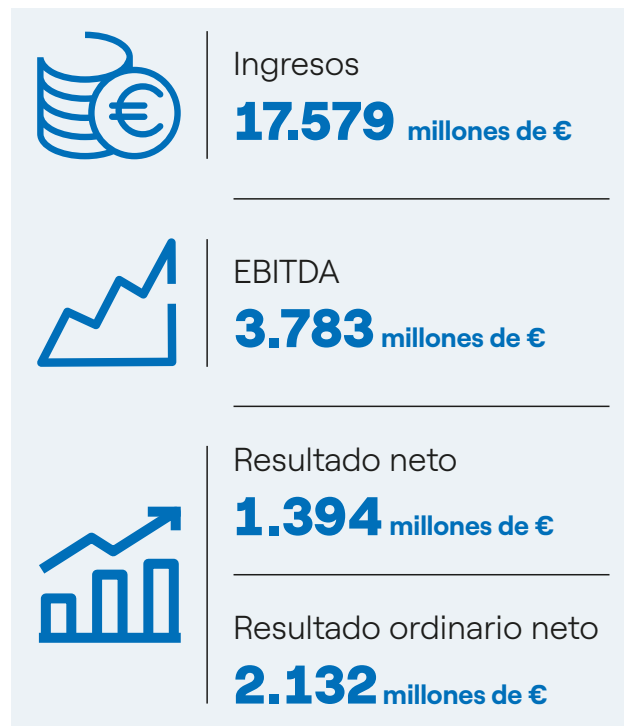 Ingresos
17.579 millones de €
EBITDA
3.783 millones de €
Resultado neto
1.394 millones de €
Resultado ordinario neto
2.132 millones de €